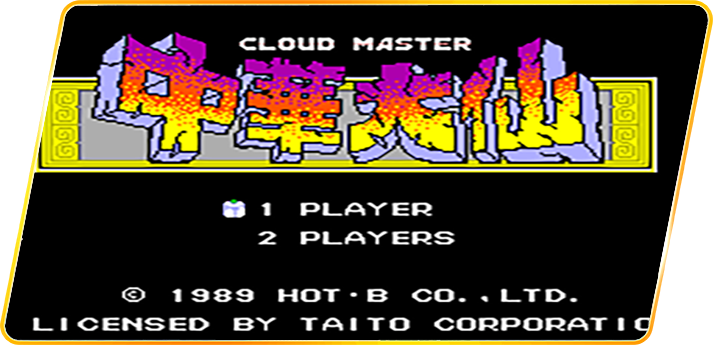 CLOUD MASTER
中華大仙
1 PLAYER
2 PLAYERS
© 1989 HOT·B CO.,LTD.
LICENSED BY TAITO CORPORATIO